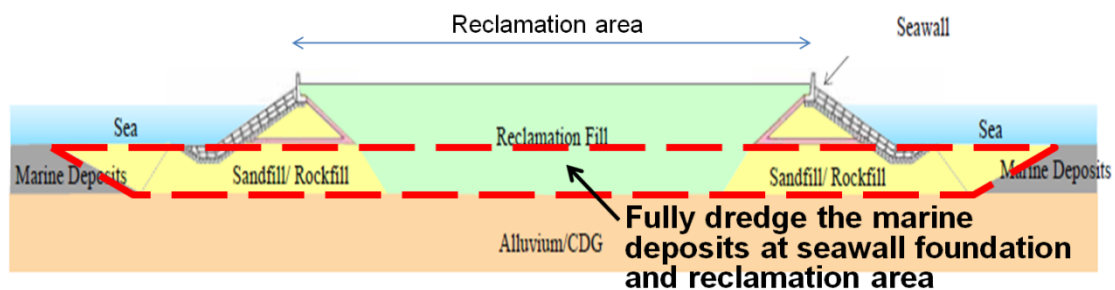 Reclamation area
Seawall
Sea
Reclamation Fill
Sea
Marine Deposits
Sandfill/ Rockfill
Sandfill/ Rockfill
Marine Deposits
Alluvium/CDG
Fully dredge the marine
deposits at seawall foundation
and reclamation area